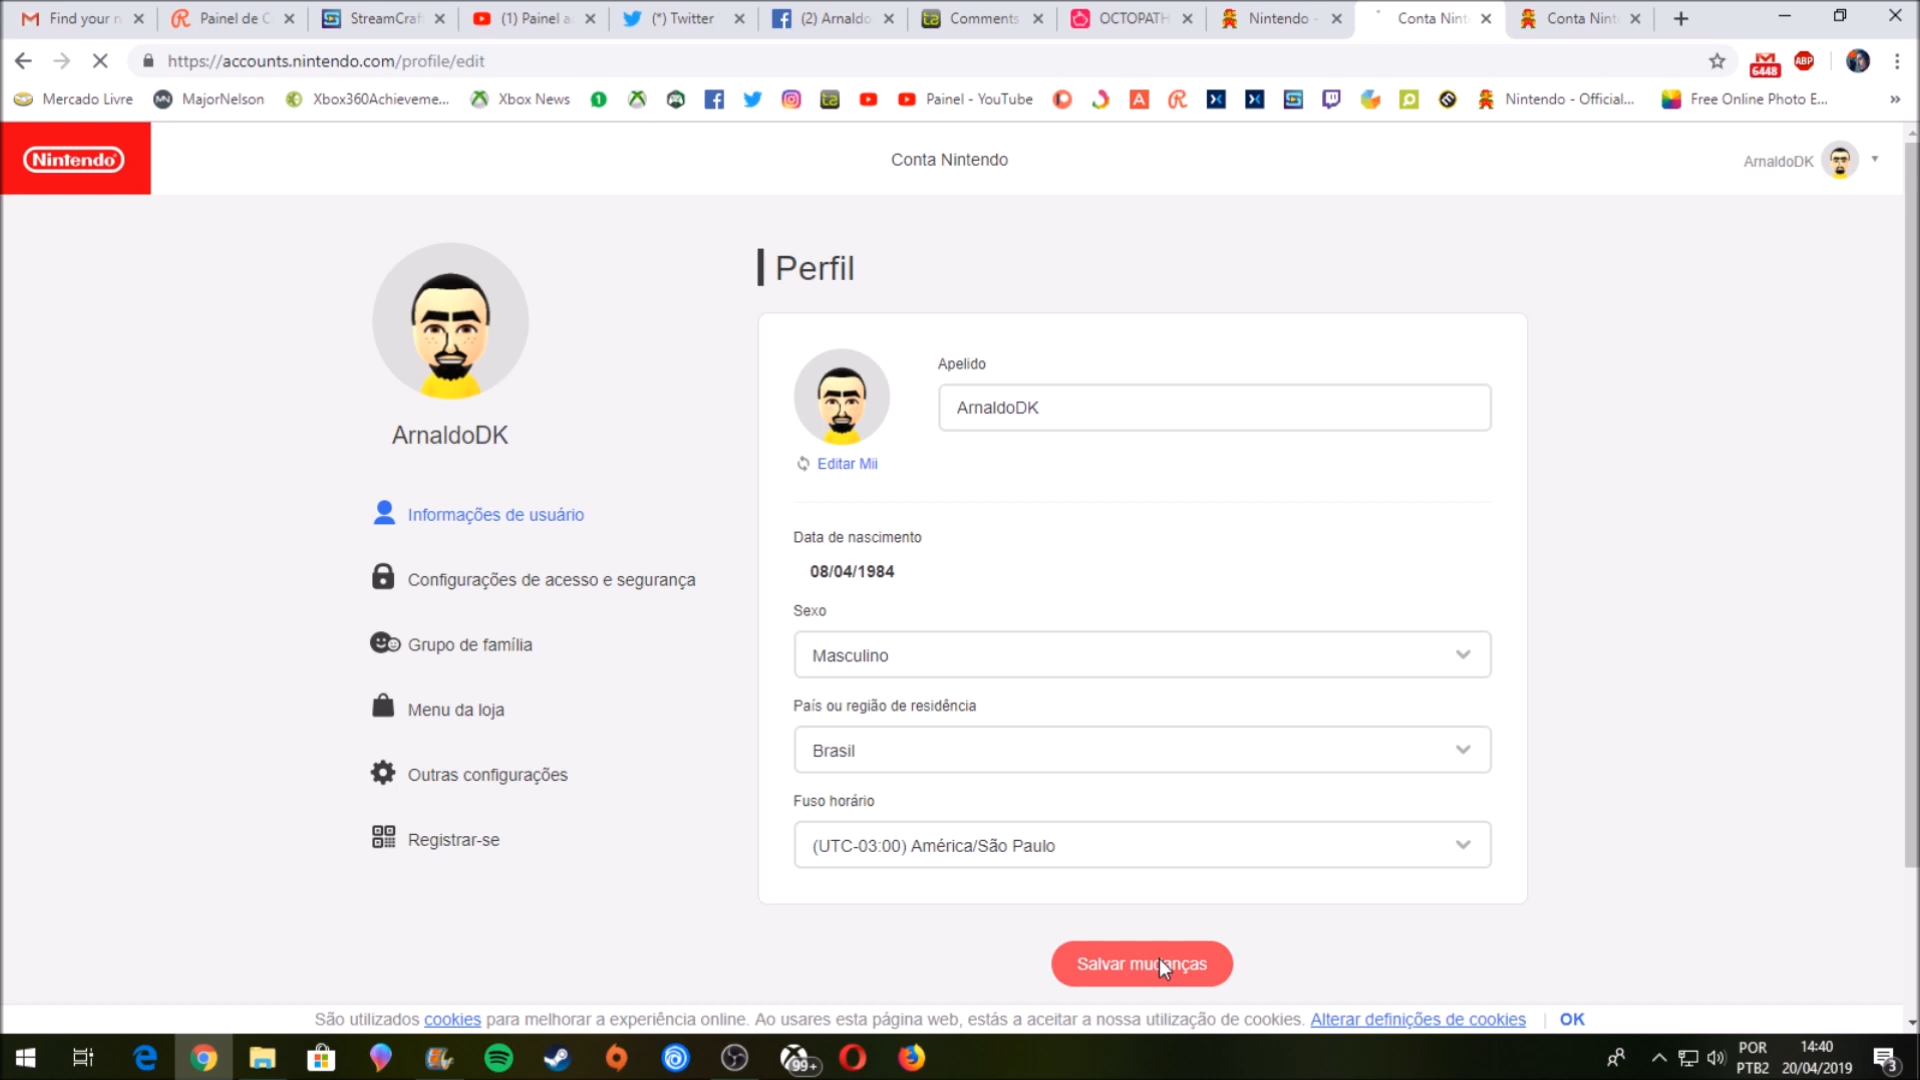 Find your n
Painel de C
StreamCraf
(1) Painel a
(*) Twitter
(2) Arnaldo
Comments
OCTOPATH
Nintendo -
Conta Nint
Conta Nint
https://accounts.nintendo.com/profile/edit
6448
ABP
Mercado Livre
MajorNelson
Xbox360Achieveme...
Xbox News
Painel - YouTube
Nintendo - Official...
Free Online Photo E...
»
Nintendo
Conta Nintendo
ArnaldoDK
Perfil
Apelido
ArnaldoDK
ArnaldoDK
Editar Mii
Informações de usuário
Data de nascimento
08/04/1984
Configurações de acesso e segurança
Sexo
Grupo de família
Masculino
Menu da loja
País ou região de residência
Brasil
Outras configurações
Fuso horário
Registrar-se
(UTC-03:00) América/São Paulo
Salvar mudanças
São utilizados cookies para melhorar a experiência online. Ao usares esta página web, estás a aceitar a nossa utilização de cookies. Alterar definições de cookies | OK
99+
POR
PTB2
14:40
20/04/2019
3